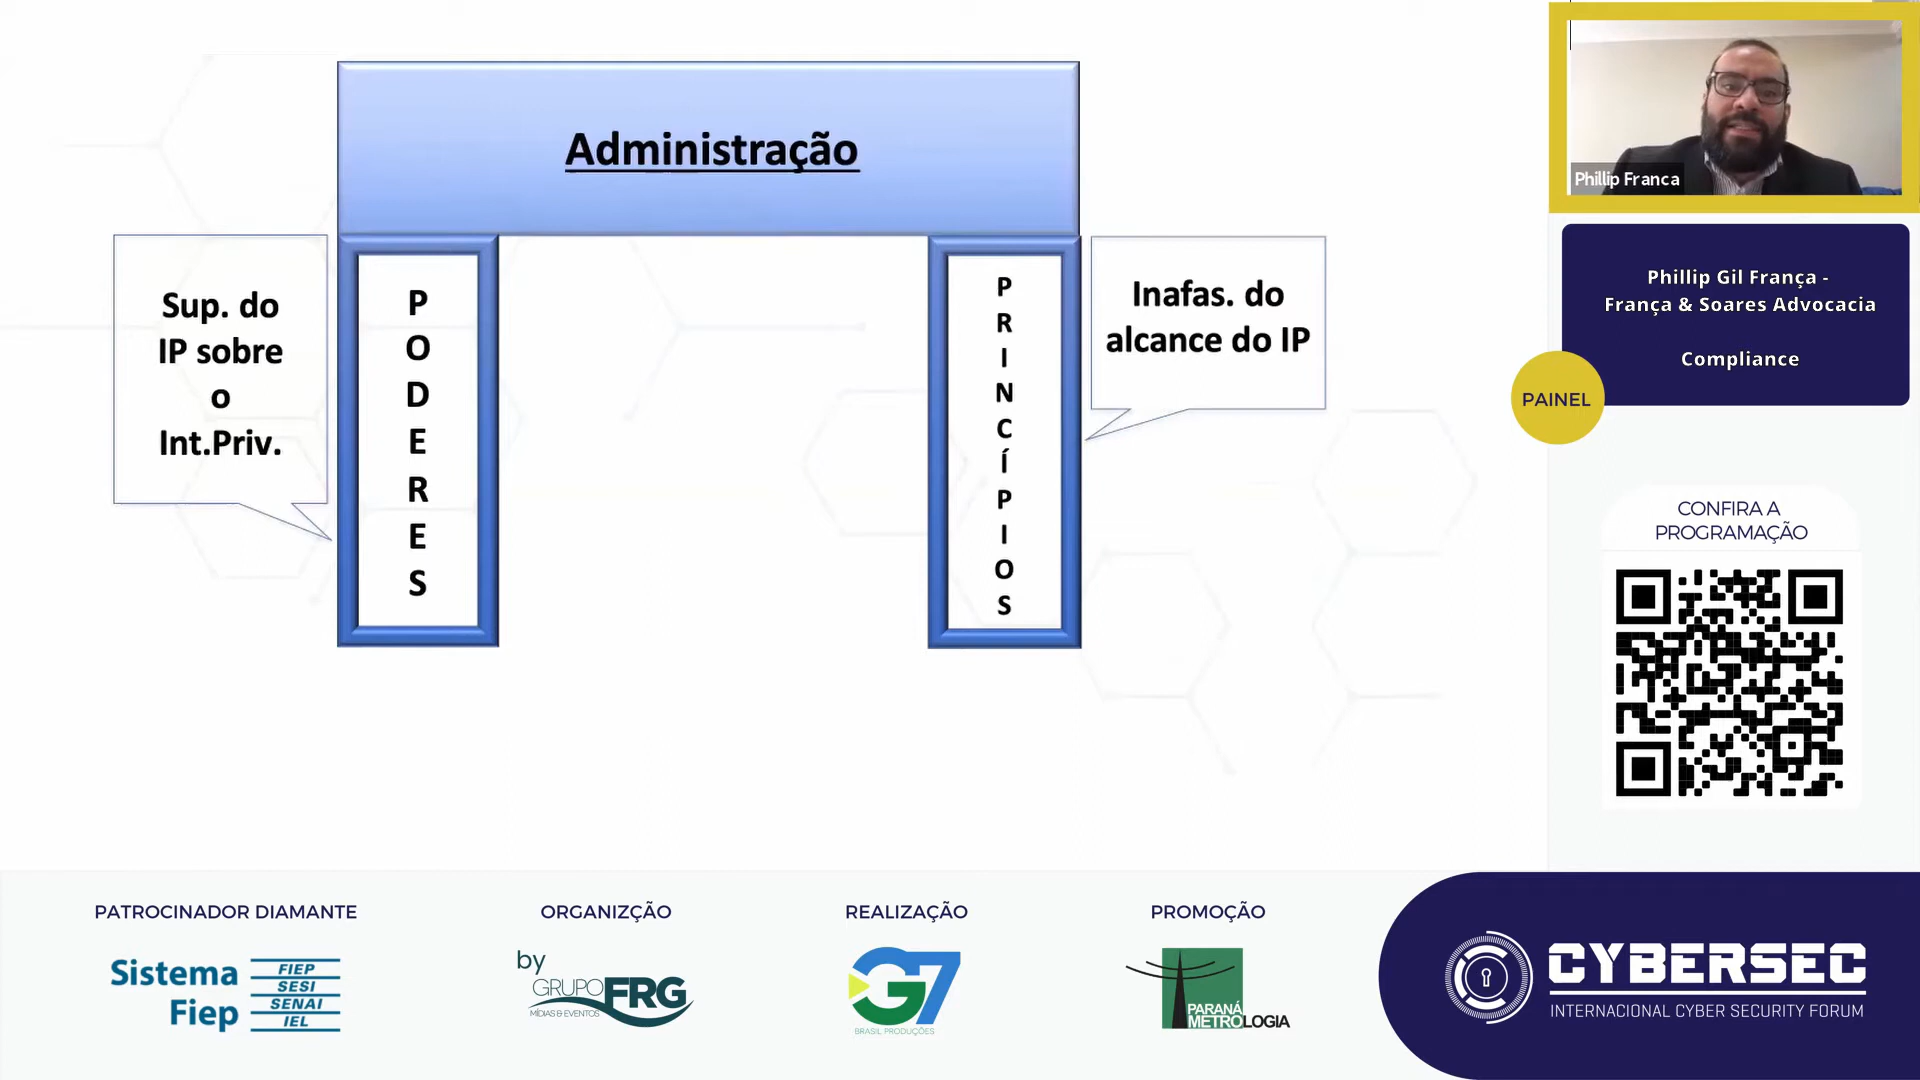 Administração
Sup. do
IP sobre
o
Int.Priv.
PODERES
PRINCÍPIOS
Inafas. do
alcance do IP
Phillip Franca
Phillip Gil França -
França & Soares Advocacia
Compliance
PAINEL
CONFIRA A
PROGRAMAÇÃO
PATROCINADOR DIAMANTE
Sistema
Fiep
FIEP
SESI
SENAI
IEL
ORGANIZÇÃO
by
GRUPO FRG
MÍDIAS & EVENTOS
REALIZAÇÃO
G7
BRASIL PRODUÇÕES
PROMOÇÃO
PARANÁ
METROLOGIA
CYBERSEC
INTERNACIONAL CYBER SECURITY FORUM